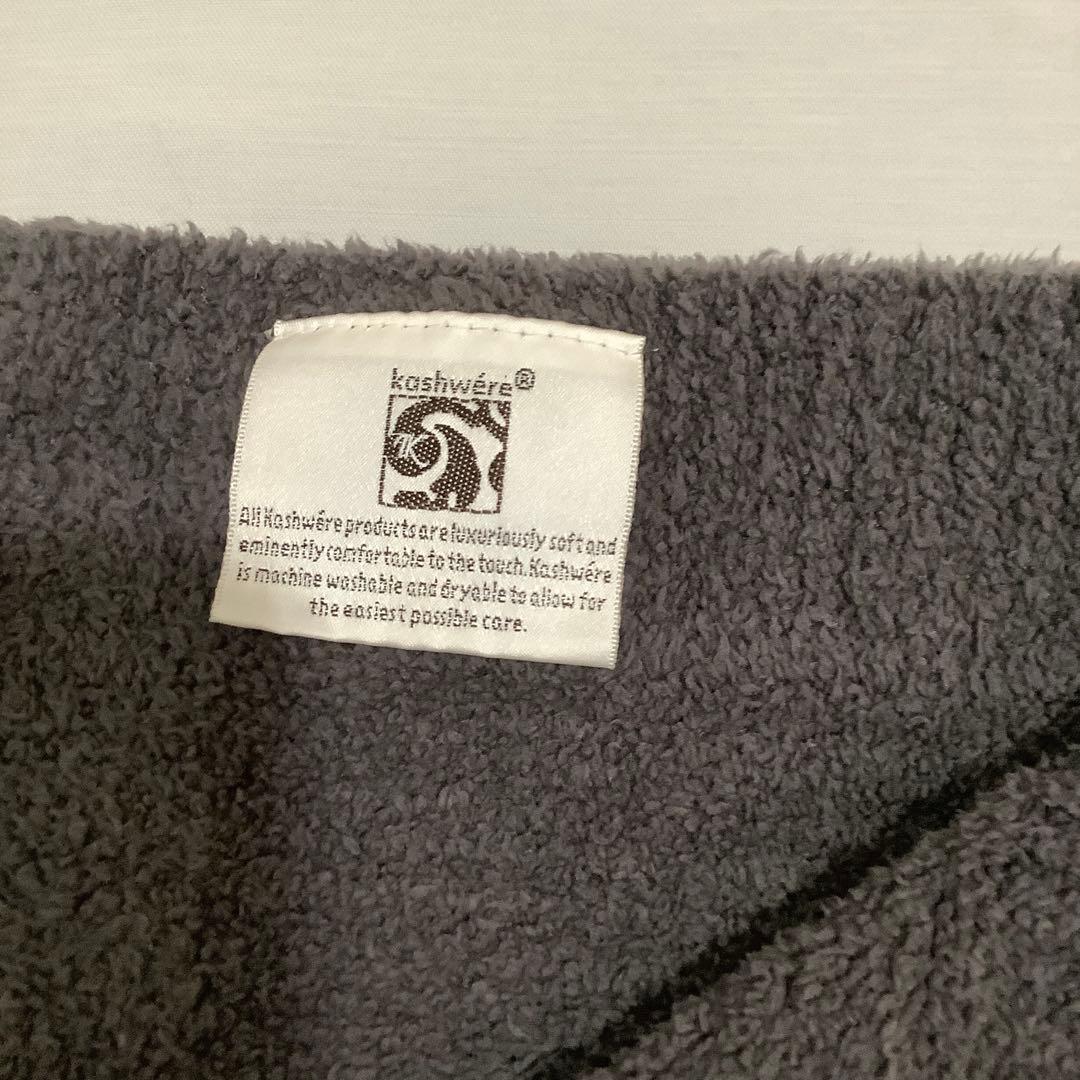 kashwére®
K
All Kashwére products are luxuriously soft and
eminently comfortable to the touch. Kashwére
is machine washable and dryable to allow for
the easiest possible care.